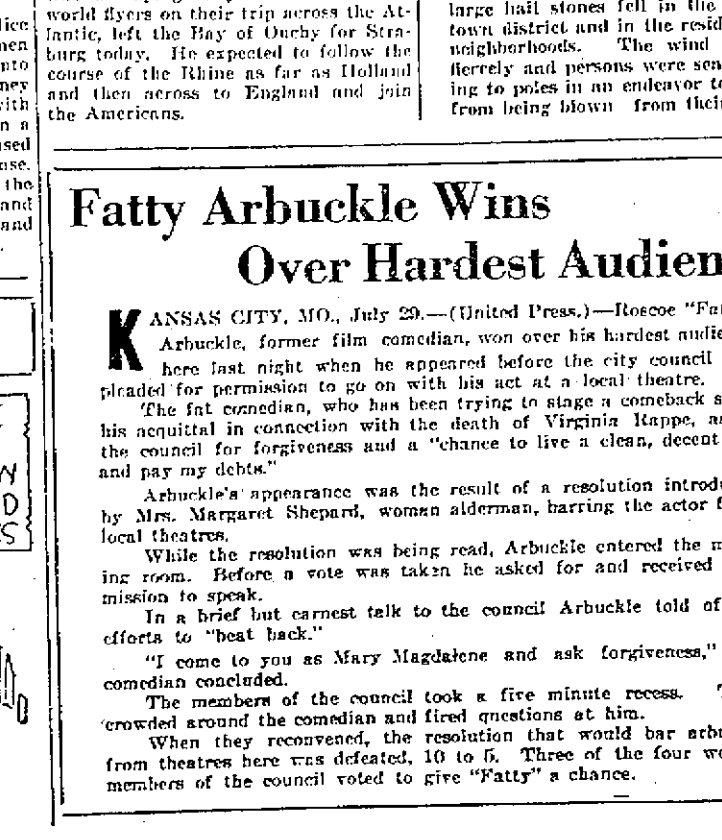 lice
men
nto
ney
with
n a
used
use.
the
and
and
.
N
D
S
world flyers on their trip across the At-
lantic, left the Bay of Ouchy for Stra-
burg today. He expected to follow the
course of the Rhine as far as Holland
and then across to England and join
the Americans.
large hail stones fell in the
town district and in the resid
neighborhoods. The wind
fiercely and persons were seen
ing to poles in an endeavor to
from being blown from their
Fatty Arbuckle Wins
Over Hardest Audien
KANSAS CITY, MO., July 29.—(United Press.)—Roscoe "Fat
Arbuckle, former film comedian, won over his hardest audie
here last night when he appeared before the city council
pleaded for permission to go on with his act at a local theatre.
The fat comedian, who has been trying to stage a comeback s
his acquittal in connection with the death of Virginia Rappe, as
the council for forgiveness and a "chance to live a clean, decent
and pay my debts."
Arbuckle's appearance was the result of a resolution introdu
by Mrs. Margaret Shepard, woman alderman, barring the actor f
local theatres.
While the resolution was being read, Arbuckle entered the m
ing room. Before a vote was taken he asked for and received
mission to speak.
In a brief but earnest talk to the council Arbuckle told of
efforts to "beat back."
"I come to you as Mary Magdalene and ask forgiveness,"
comedian concluded.
The members of the council took a five minute recess. T
crowded around the comedian and fired questions at him.
When they reconvened, the resolution that would bar arbu
from theatres here was defeated, 10 to 5. Three of the four wo
members of the council voted to give "Fatty" a chance.